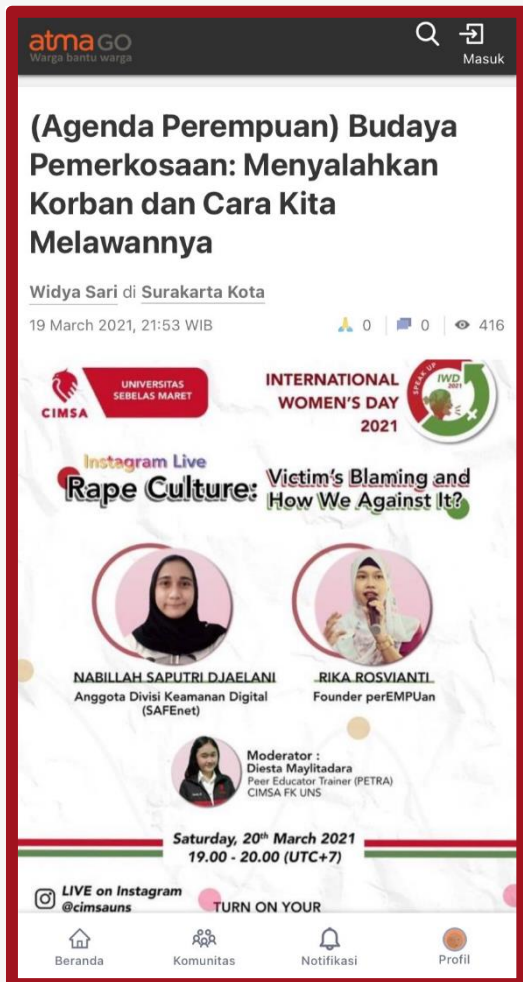 atmaGO
Warga bantu warga
Masuk
(Agenda Perempuan) Budaya
Pemerkosaan: Menyalahkan
Korban dan Cara Kita
Melawannya
Widya Sari di Surakarta Kota
19 March 2021, 21:53 WIB
0
0
416
CIMSA
UNIVERSITAS
SEBELAS MARET
INTERNATIONAL
WOMEN'S DAY
2021
SPEAK UP
IWD
2021
Instagram Live
Rape Culture:
Victim's Blaming and
How We Against It?
NABILLAH SAPUTRI DJAELANI
Anggota Divisi Keamanan Digital
(SAFEnet)
RIKA ROSVIANTI
Founder perEMPUan
Moderator :
Diesta Maylitadara
Peer Educator Trainer (PETRA)
CIMSA FK UNS
Saturday, 20th March 2021
19.00 - 20.00 (UTC+7)
LIVE on Instagram
@cimsauns
TURN ON YOUR
Beranda
Komunitas
Notifikasi
Profil